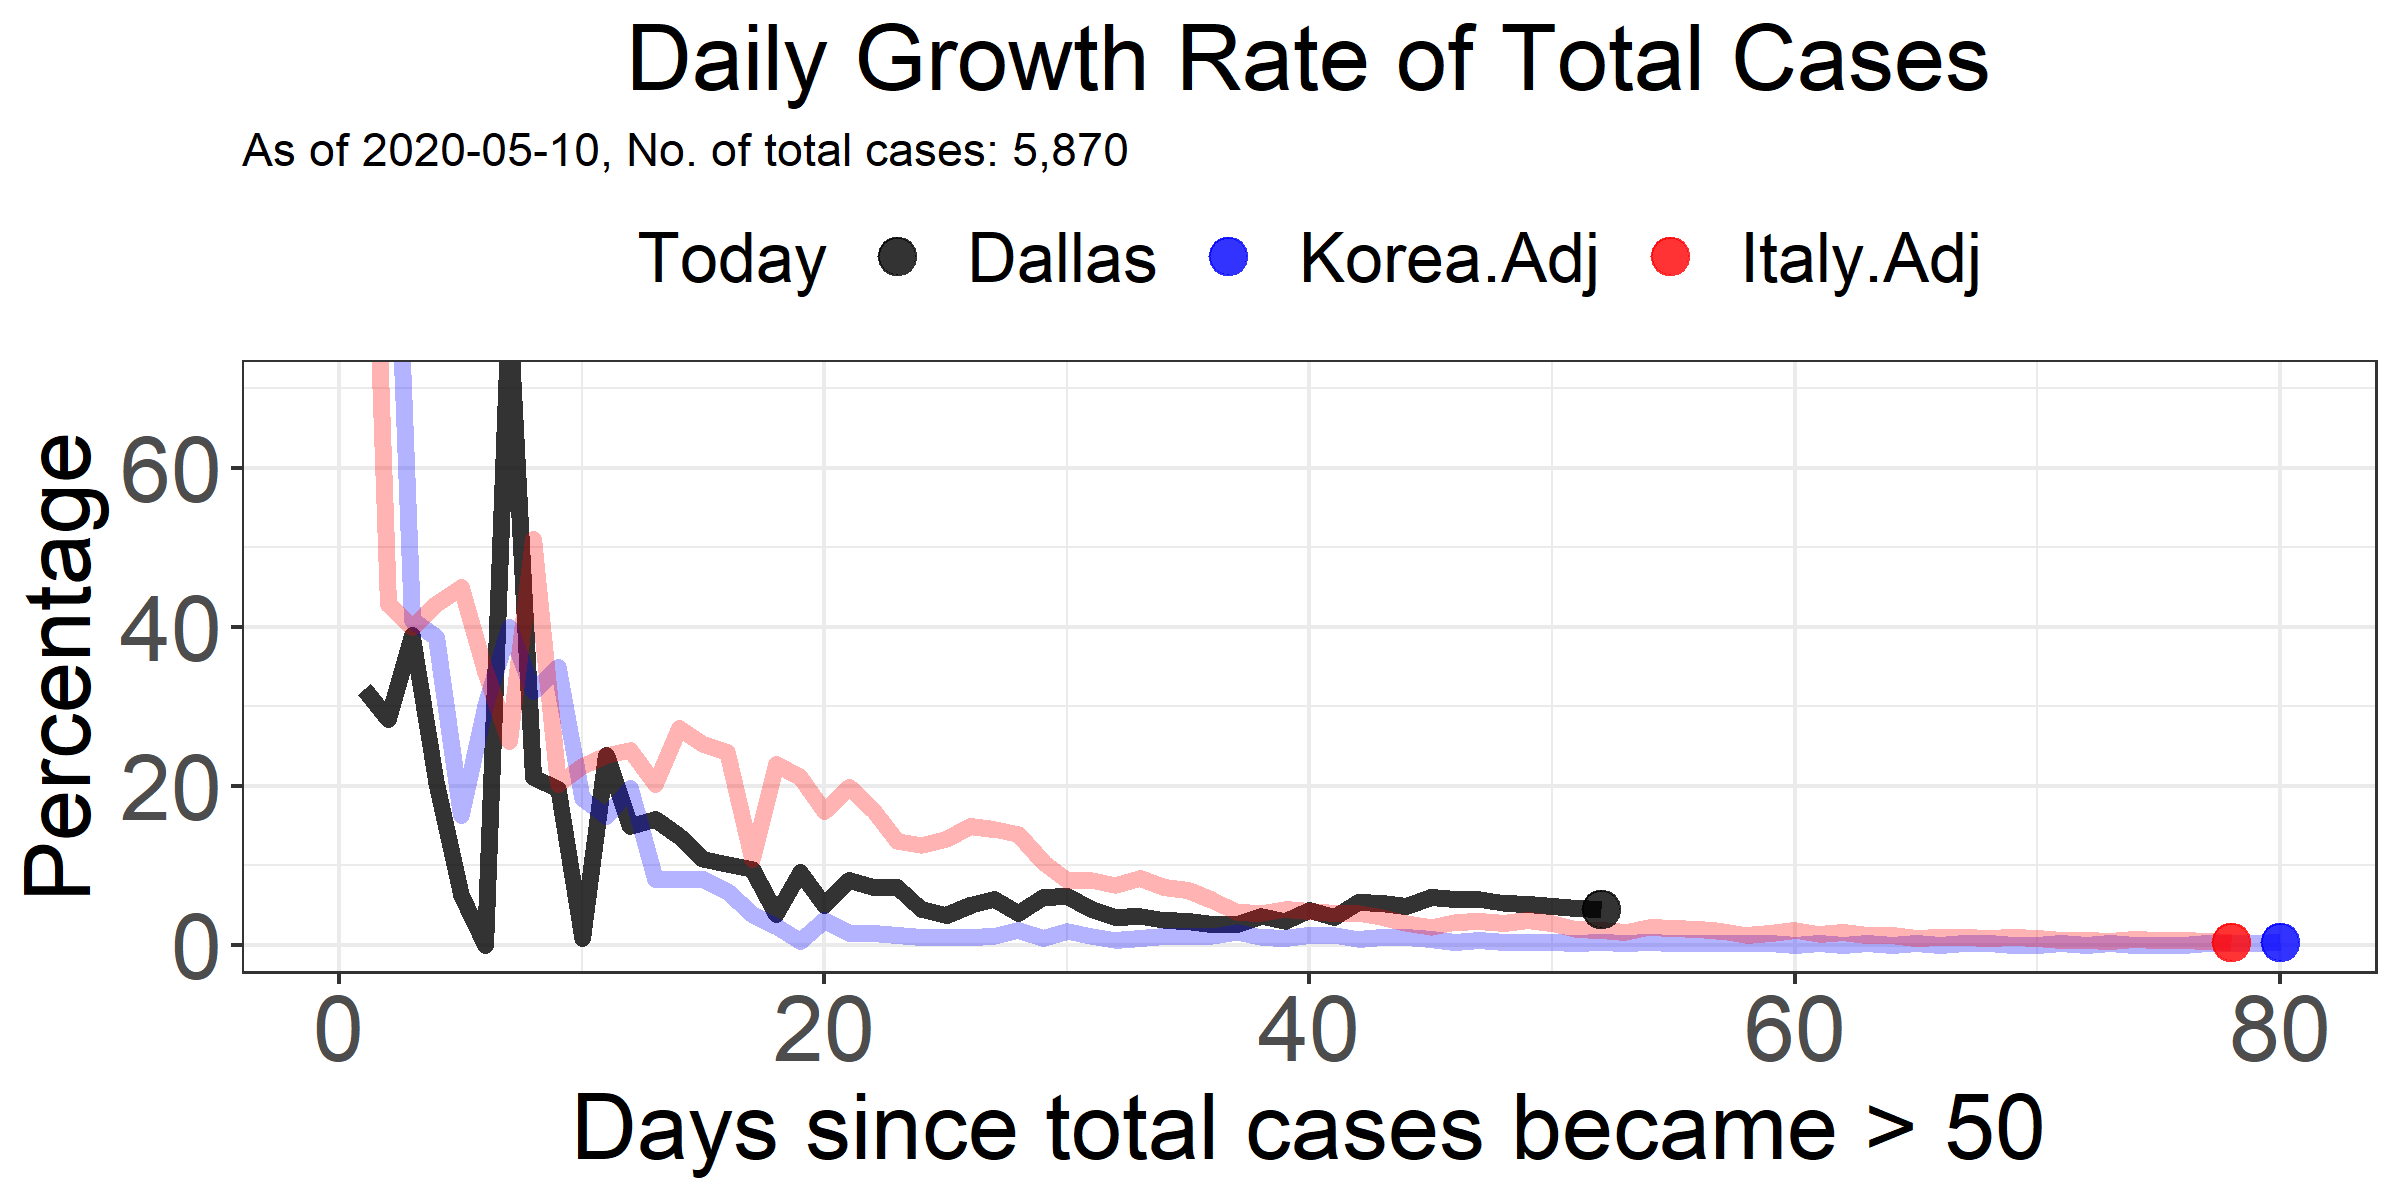 Daily Growth Rate of Total Cases
As of 2020-05-10, No. of total cases: 5,870
Today Dallas Korea.Adj Italy.Adj
Percentage
60
40
20
0
0 20 40 60 80
Days since total cases became > 50